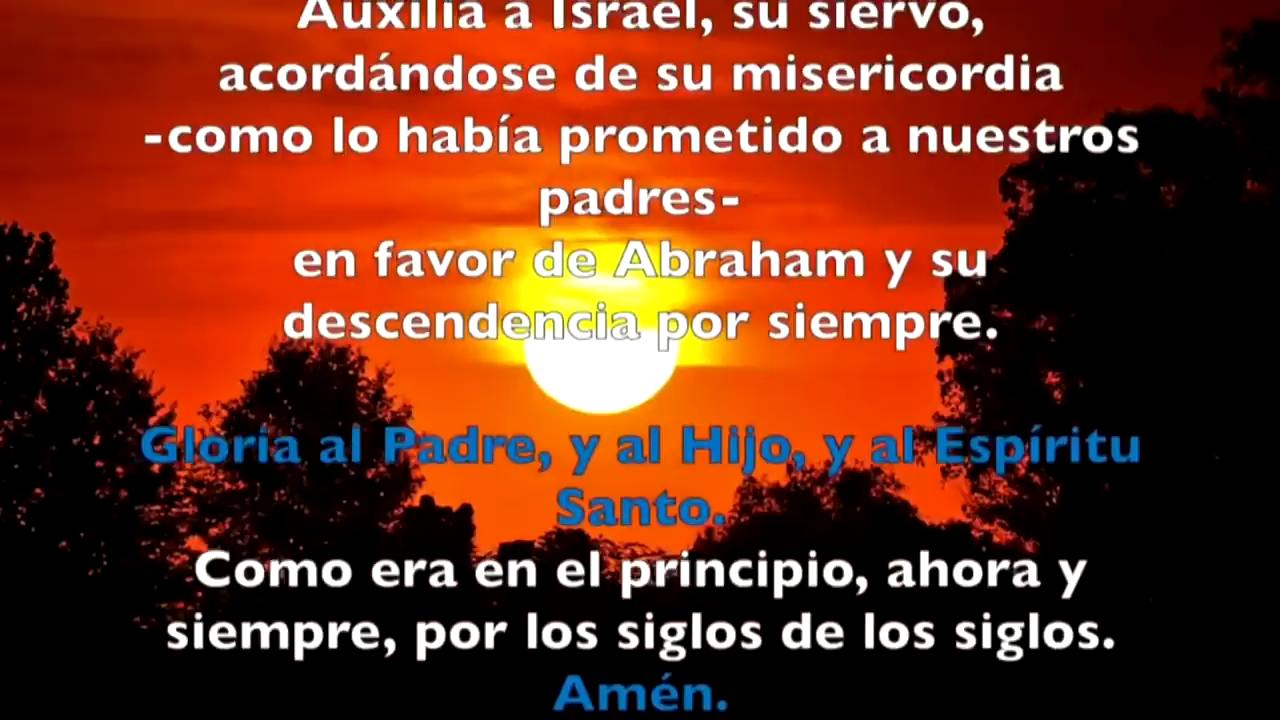 Auxilia a Israel, su siervo,
acordándose de su misericordia
-como lo había prometido a nuestros
padres-
en favor de Abraham y su
descendencia por siempre.
Gloria al Padre, y al Hijo, y al Espíritu
Santo.
Como era en el principio, ahora y
siempre, por los siglos de los siglos.
Amén.